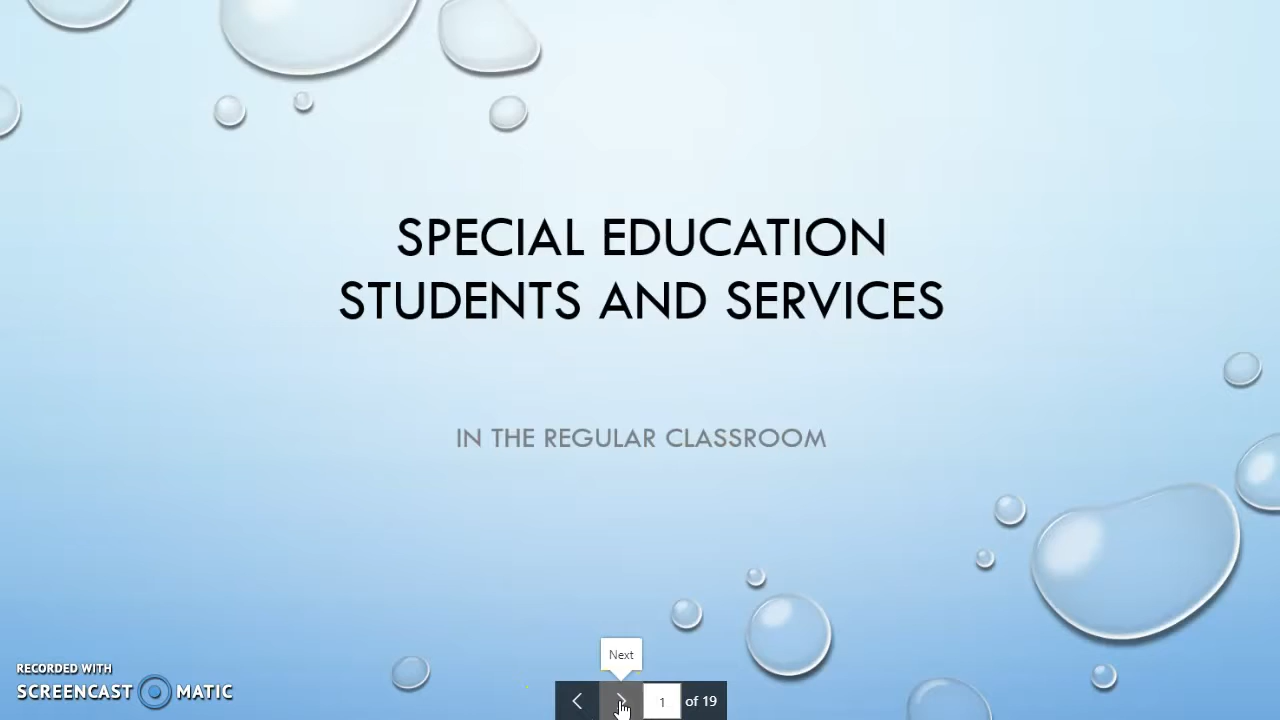 SPECIAL EDUCATION
STUDENTS AND SERVICES
IN THE REGULAR CLASSROOM
RECORDED WITH
SCREENCAST MATIC
Next
1 of 19